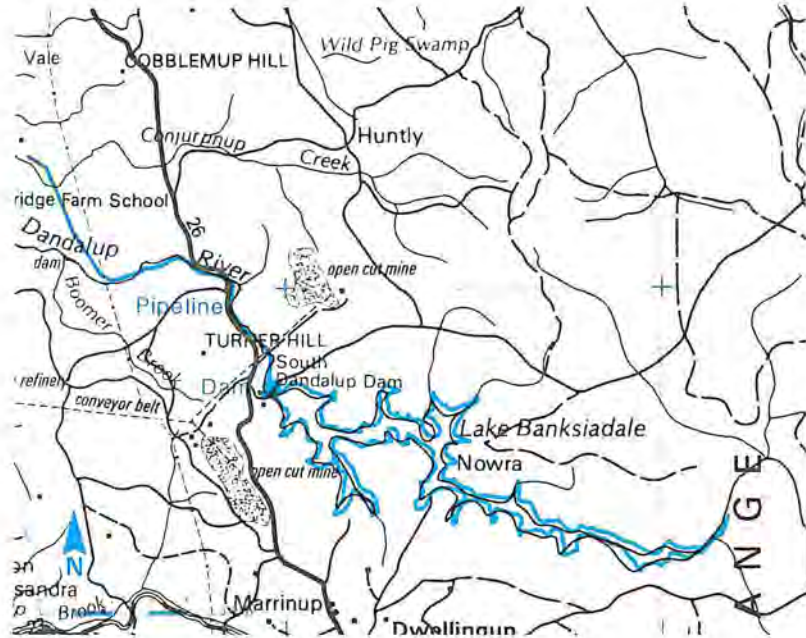 Wild Pig Swamp
Vale
COBBLEMUP HILL
Conjurunup
Creek
Huntly
ridge Farm School
26
Dandalup
River
dam
open cut mine
Boomer
Pipeline
TURNER HILL
Brook
South
Dandalup Dam
Dam
refinery
conveyor belt
Lake Banksiadale
Nowra
open cut mine
ANGE
N
sandra
Brook
Marrinup
Dwellingup